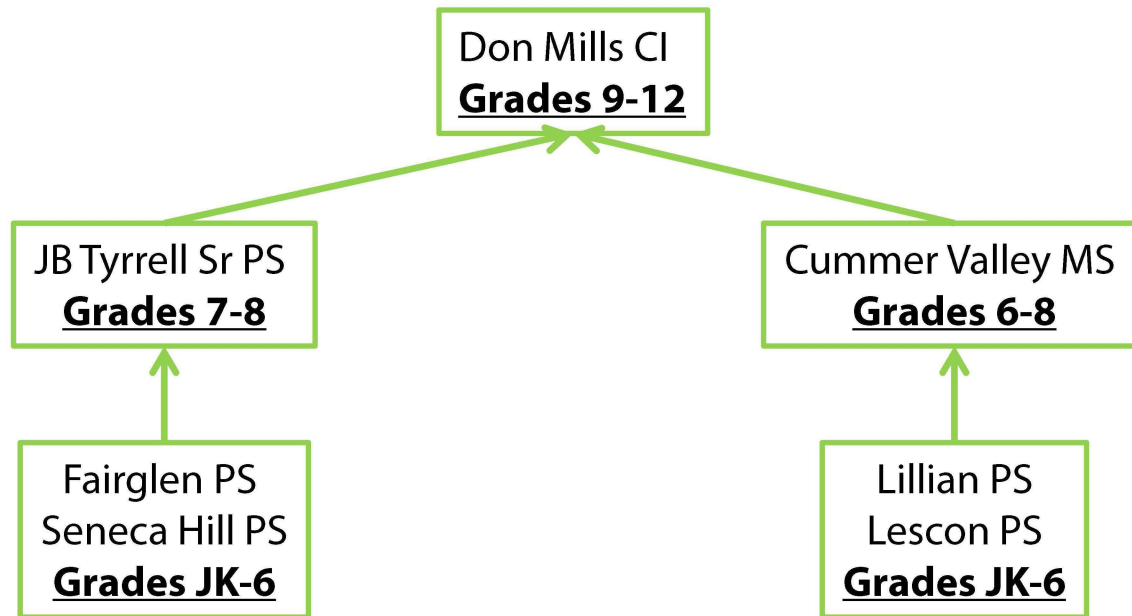 Don Mills CI
Grades 9-12
JB Tyrrell Sr PS
Grades 7-8
Cummer Valley MS
Grades 6-8
Fairglen PS
Seneca Hill PS
Grades JK-6
Lillian PS
Lescon PS
Grades JK-6